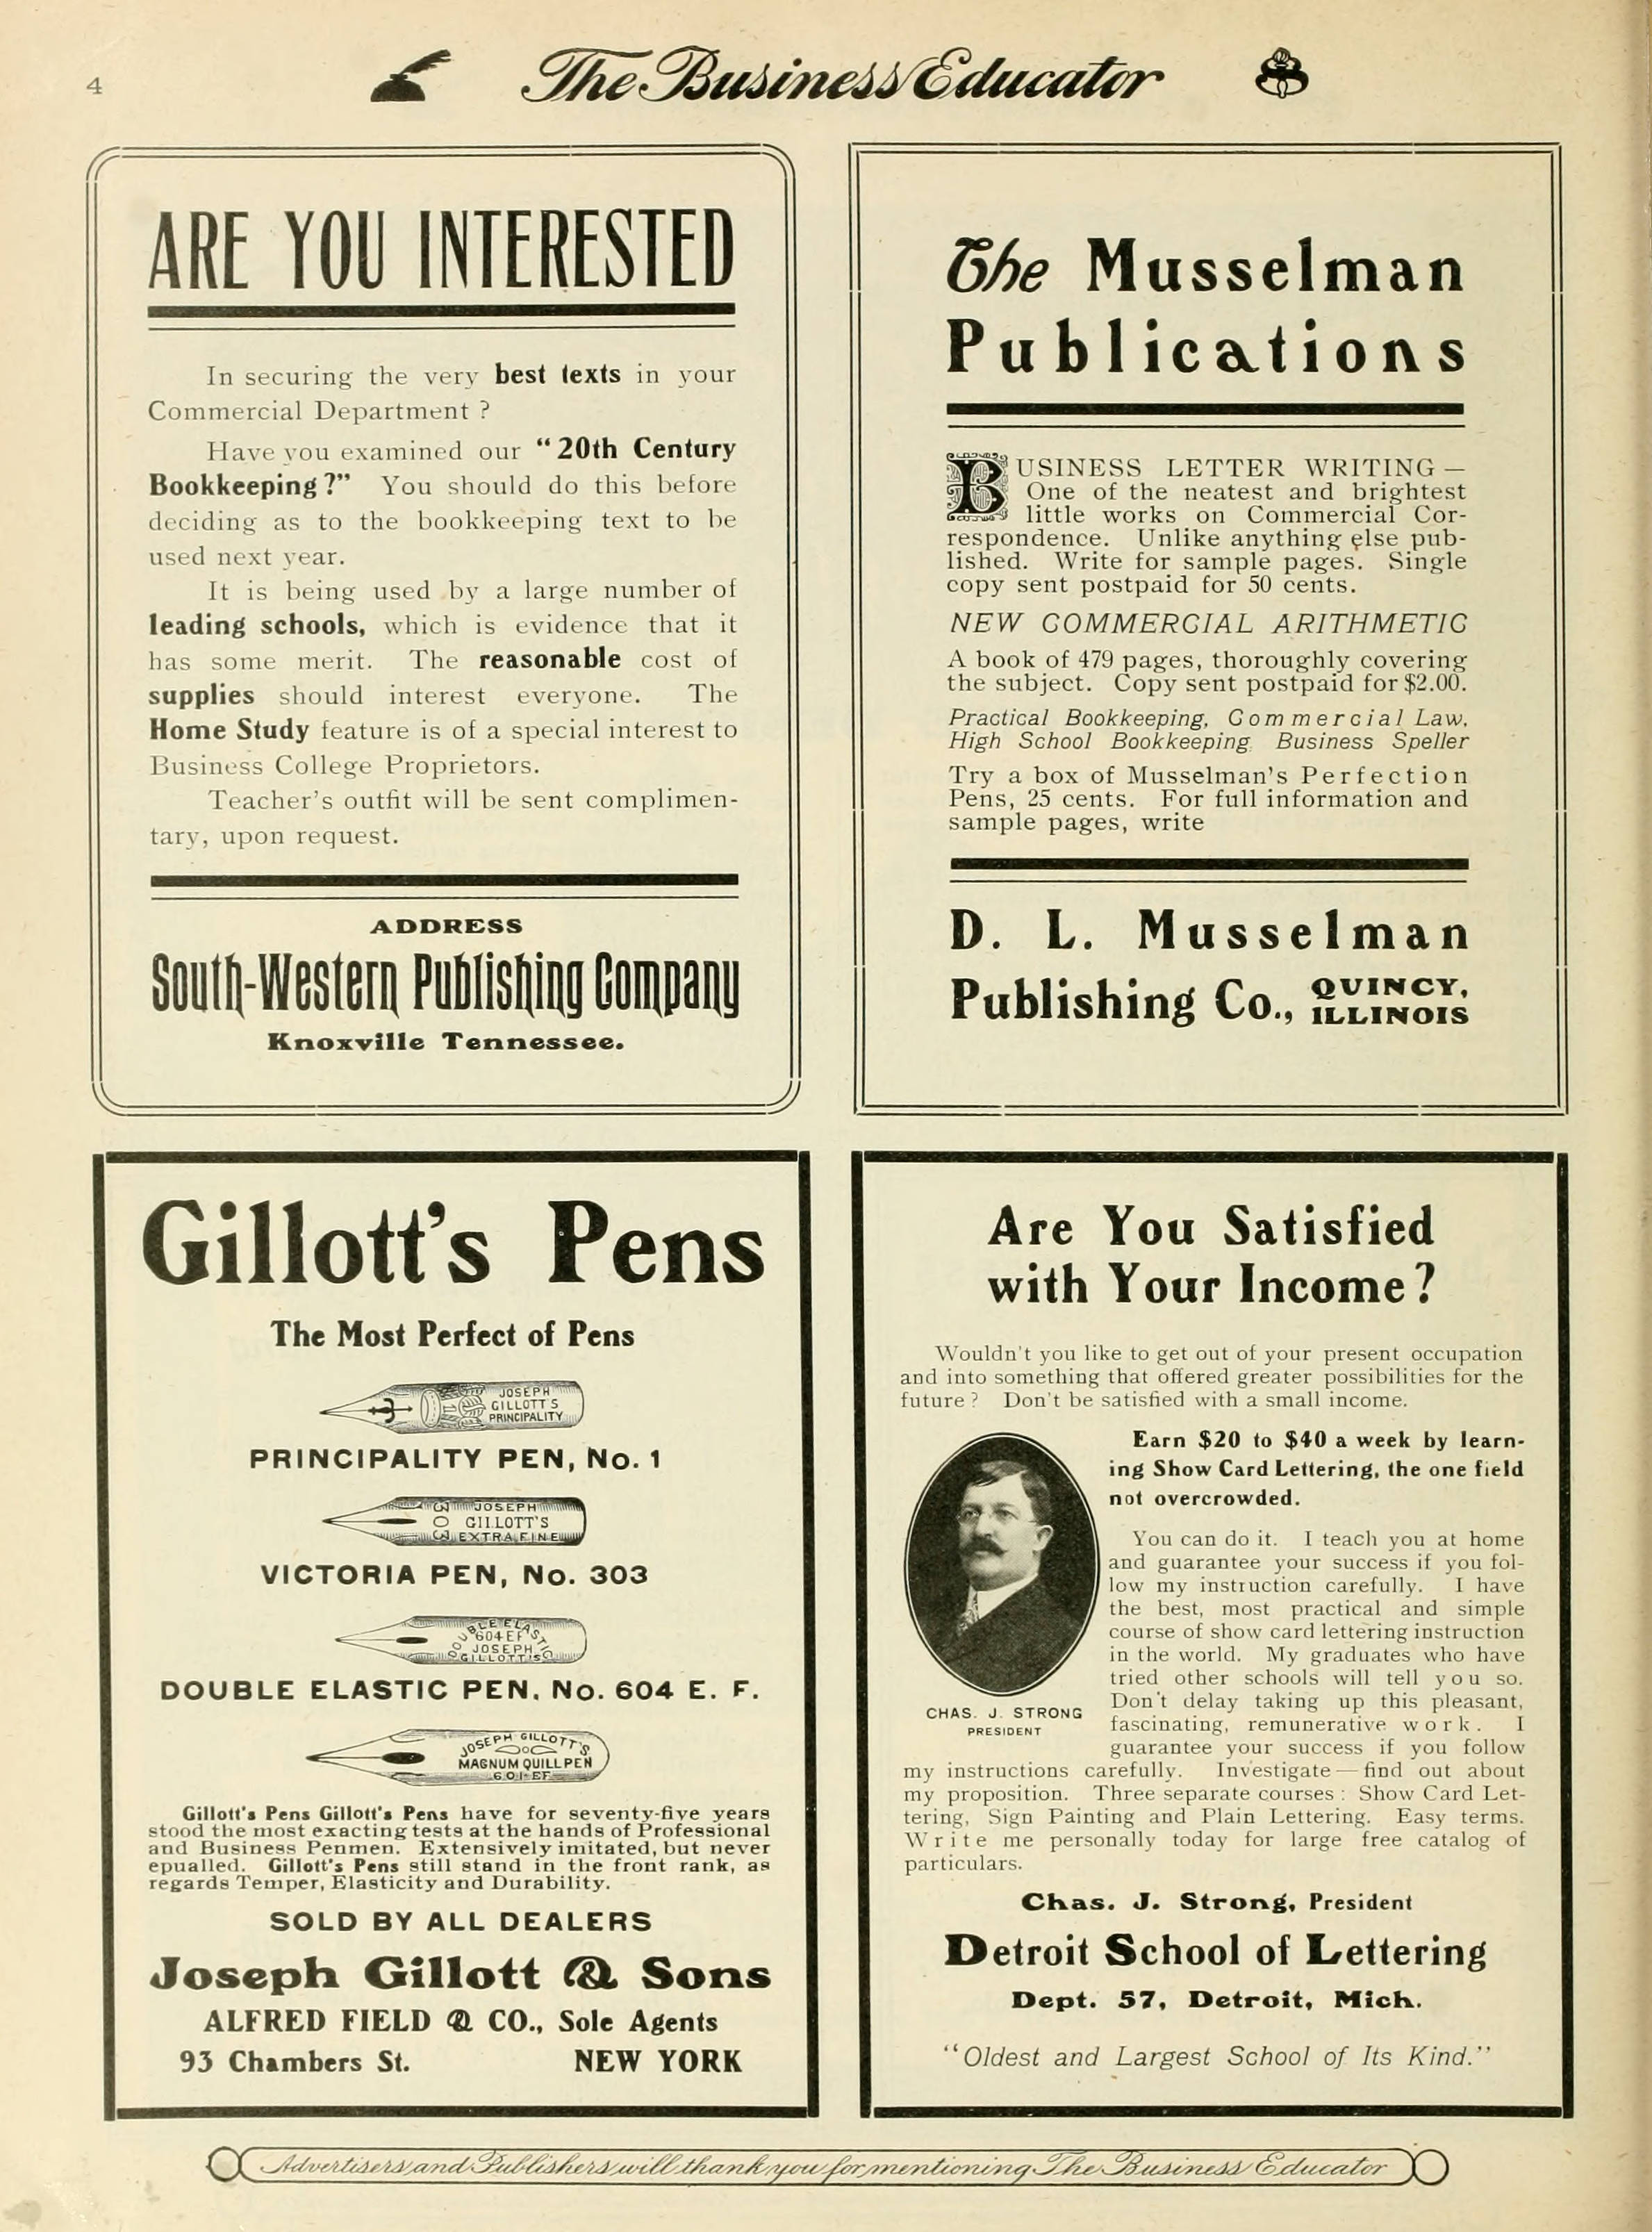 4
The Business Educator
ARE YOU INTERESTED
In securing the very best texts in your
Commercial Department ?
Have you examined our "20th Century
Bookkeeping?" You should do this before
deciding as to the bookkeeping text to be
used next year.
It is being used by a large number of
leading schools, which is evidence that it
has some merit. The reasonable cost of
supplies should interest everyone. The
Home Study feature is of a special interest to
Business College Proprietors.
Teacher's outfit will be sent complimen-
tary, upon request.
ADDRESS
South-Western Publishing Company
Knoxville Tennessee.
The Musselman
Publications
BUSINESS LETTER WRITING —
One of the neatest and brightest
little works on Commercial Cor-
respondence. Unlike anything else pub-
lished. Write for sample pages. Single
copy sent postpaid for 50 cents.
NEW COMMERCIAL ARITHMETIC
A book of 479 pages, thoroughly covering
the subject. Copy sent postpaid for $2.00.
Practical Bookkeeping, Commercial Law,
High School Bookkeeping Business Speller
Try a box of Musselman's Perfection
Pens, 25 cents. For full information and
sample pages, write
D. L. Musselman
Publishing Co., QUINCY,
ILLINOIS
Gillott's Pens
The Most Perfect of Pens
JOSEPH
GILLOTT'S
PRINCIPALITY
PRINCIPALITY PEN, No. 1
303
JOSEPH
GILLOTT'S
EXTRA FINE
VICTORIA PEN, No. 303
DOUBLE ELASTIC
604 EF
JOSEPH
GILLOTT'S
DOUBLE ELASTIC PEN, No. 604 E. F.
JOSEPH GILLOTT'S
MAGNUM QUILL PEN
601·EF
Gillott's Pens Gillott's Pens have for seventy-five years
stood the most exacting tests at the hands of Professional
and Business Penmen. Extensively imitated, but never
epualled. Gillott's Pens still stand in the front rank, as
regards Temper, Elasticity and Durability.
SOLD BY ALL DEALERS
Joseph Gillott & Sons
ALFRED FIELD & CO., Sole Agents
93 Chambers St. NEW YORK
Are You Satisfied
with Your Income?
Wouldn't you like to get out of your present occupation
and into something that offered greater possibilities for the
future ? Don't be satisfied with a small income.
Earn $20 to $40 a week by learn-
ing Show Card Lettering, the one field
not overcrowded.
You can do it. I teach you at home
and guarantee your success if you fol-
low my instruction carefully. I have
the best, most practical and simple
course of show card lettering instruction
in the world. My graduates who have
tried other schools will tell you so.
Don't delay taking up this pleasant,
fascinating, remunerative work. I
guarantee your success if you follow
CHAS. J. STRONG
PRESIDENT
my instructions carefully. Investigate — find out about
my proposition. Three separate courses : Show Card Let-
tering, Sign Painting and Plain Lettering. Easy terms.
Write me personally today for large free catalog of
particulars.
Chas. J. Strong, President
Detroit School of Lettering
Dept. 57, Detroit, Mich.
"Oldest and Largest School of Its Kind."
Advertisers and Publishers will thank you for mentioning The Business Educator